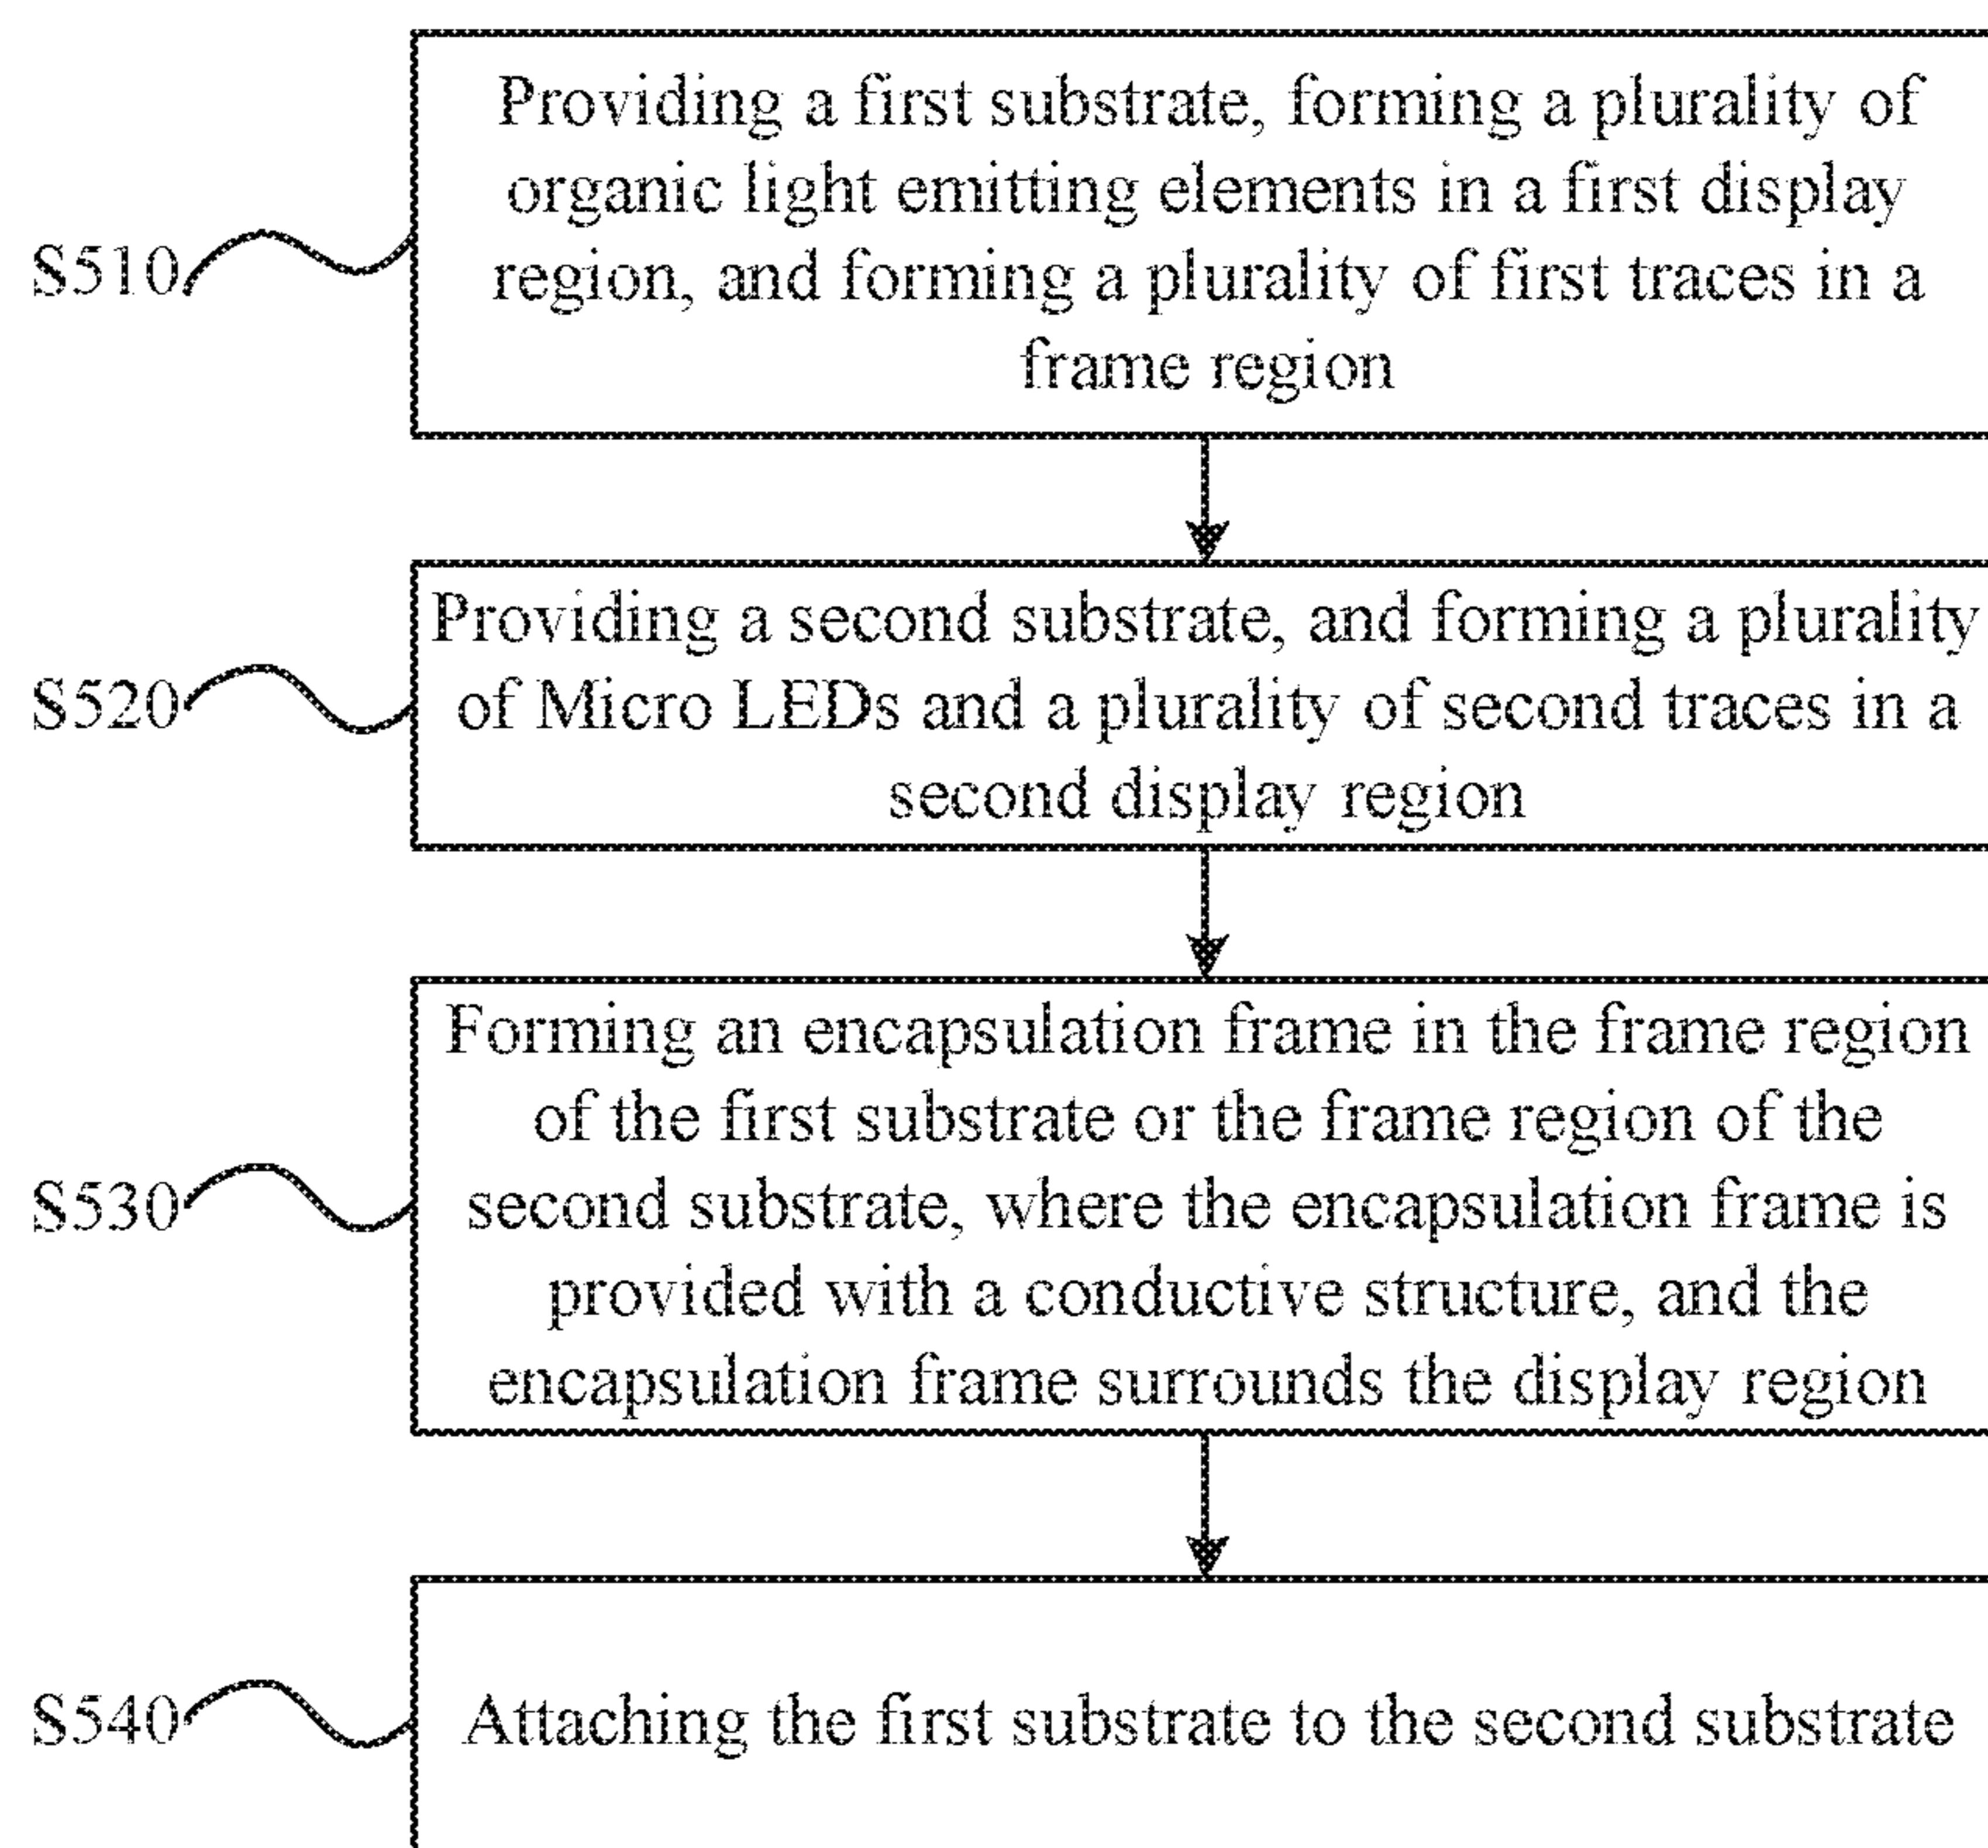 Providing a first substrate, forming a plurality of
organic light emitting elements in a first display
region, and forming a plurality of first traces in a
frame region
S510
Providing a second substrate, and forming a plurality
of Micro LEDs and a plurality of second traces in a
second display region
S520
Forming an encapsulation frame in the frame region
of the first substrate or the frame region of the
second substrate, where the encapsulation frame is
provided with a conductive structure, and the
encapsulation frame surrounds the display region
S530
Attaching the first substrate to the second substrate
S540